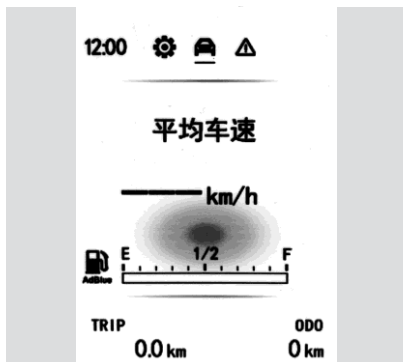 12:00
平均车速
---- km/h
E 1/2 F
AdBlue
TRIP ODO
0.0 km 0 km